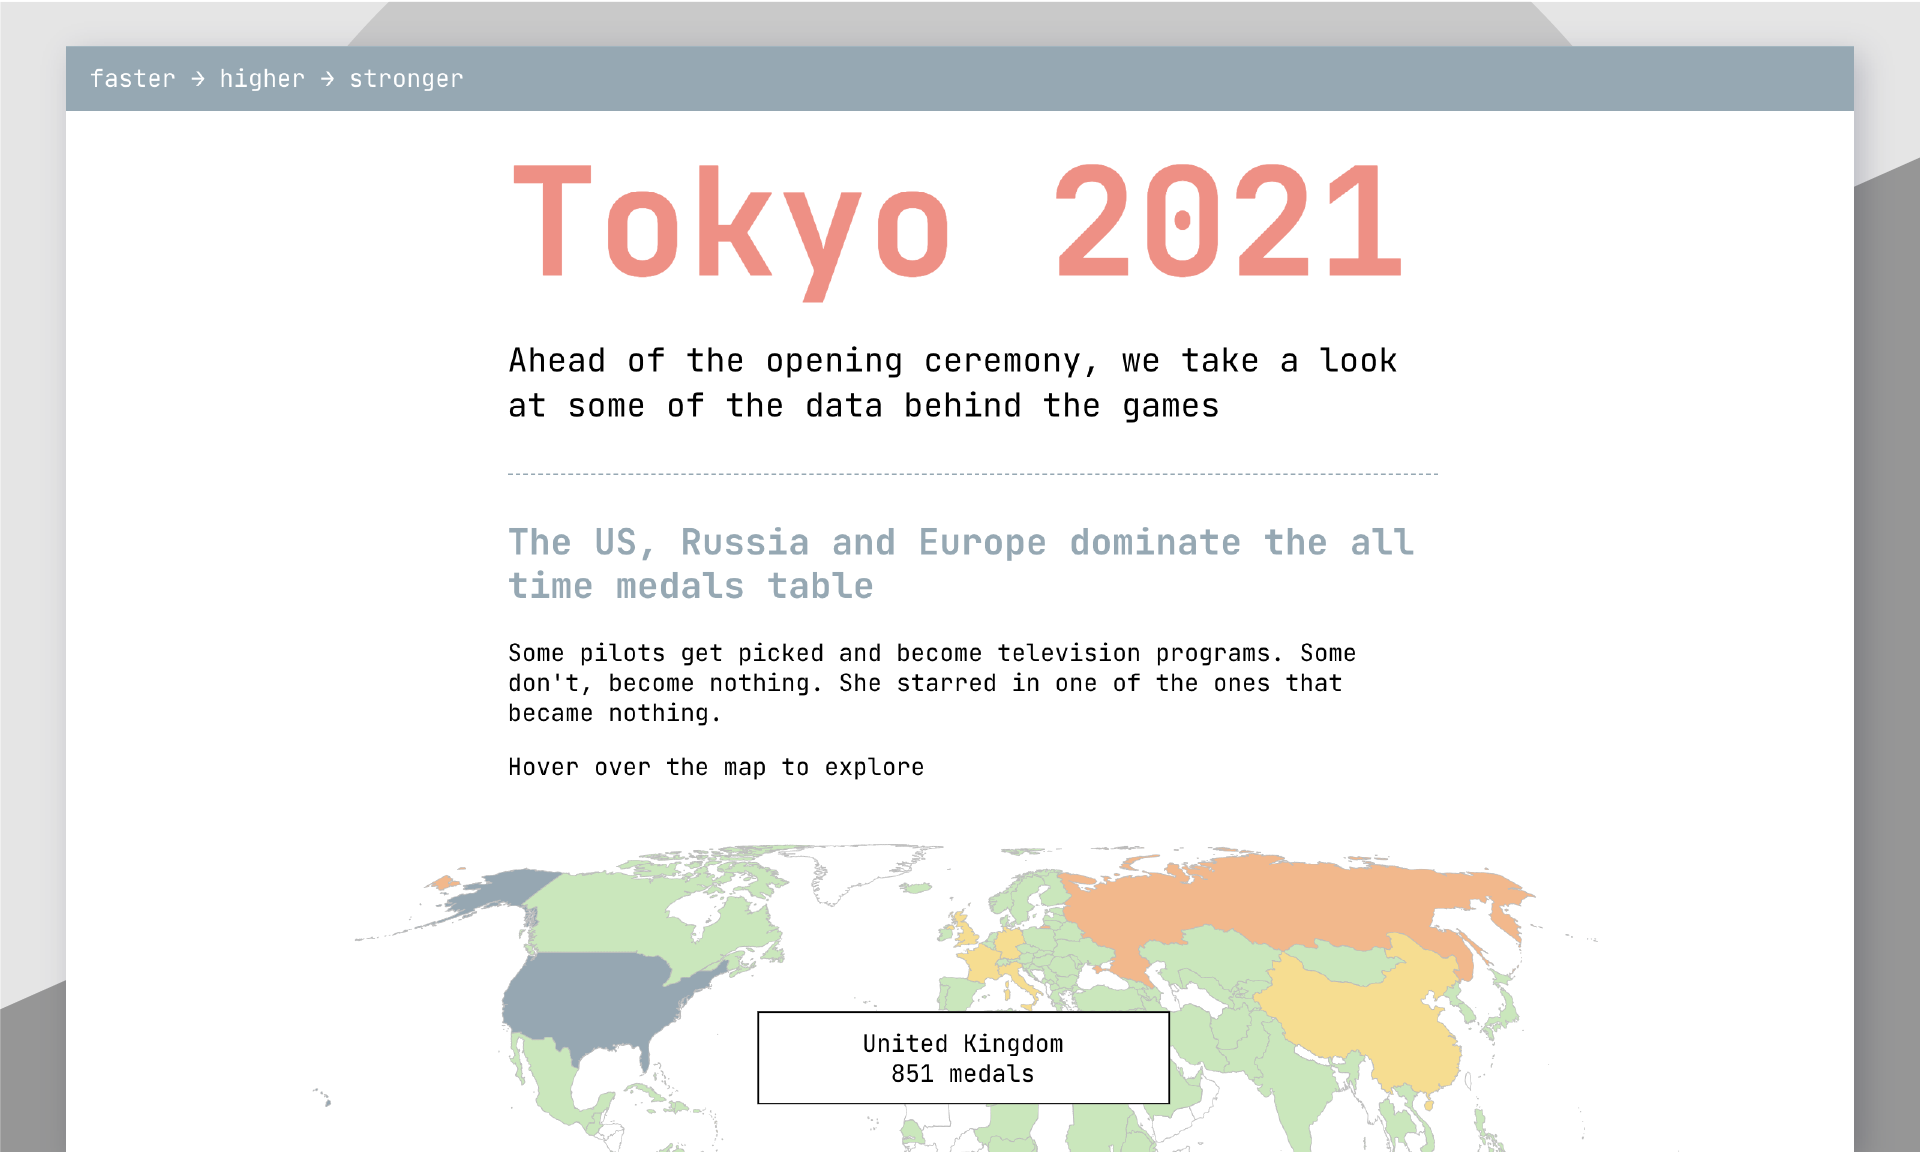 faster → higher → stronger
Tokyo 2021
Ahead of the opening ceremony, we take a look
at some of the data behind the games
The US, Russia and Europe dominate the all
time medals table
Some pilots get picked and become television programs. Some
don't, become nothing. She starred in one of the ones that
became nothing.
Hover over the map to explore
United Kingdom
851 medals